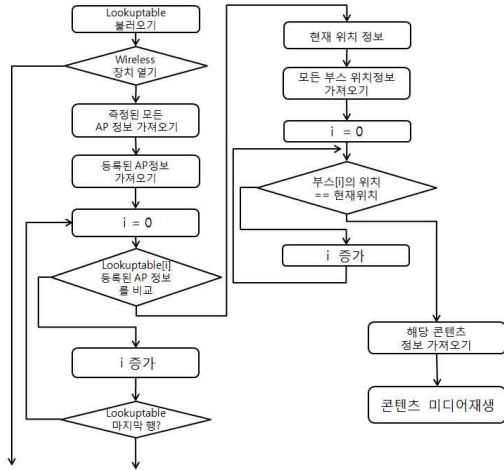 Lookuptable
불러오기
Wireless
장치 열기
측정된 모든
AP 정보 가져오기
등록된 AP정보
가져오기
i = 0
Lookuptable[i]
등록된 AP 정보
를 비교
i 증가
Lookuptable
마지막 행?
현재 위치 정보
모든 부스 위치정보
가져오기
i = 0
부스[i]의 위치
== 현재위치
i 증가
해당 콘텐츠
정보 가져오기
콘텐츠 미디어재생